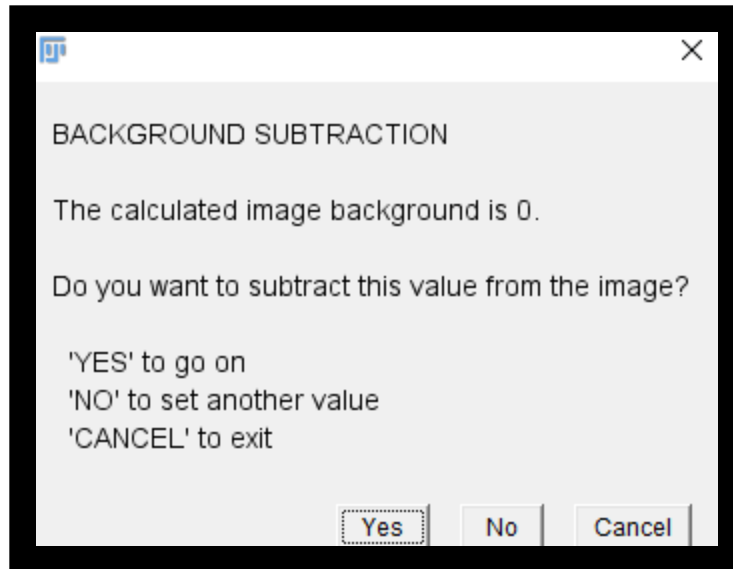 BACKGROUND SUBTRACTION
The calculated image background is 0.
Do you want to subtract this value from the image?
'YES' to go on
'NO' to set another value
'CANCEL' to exit
Yes No Cancel